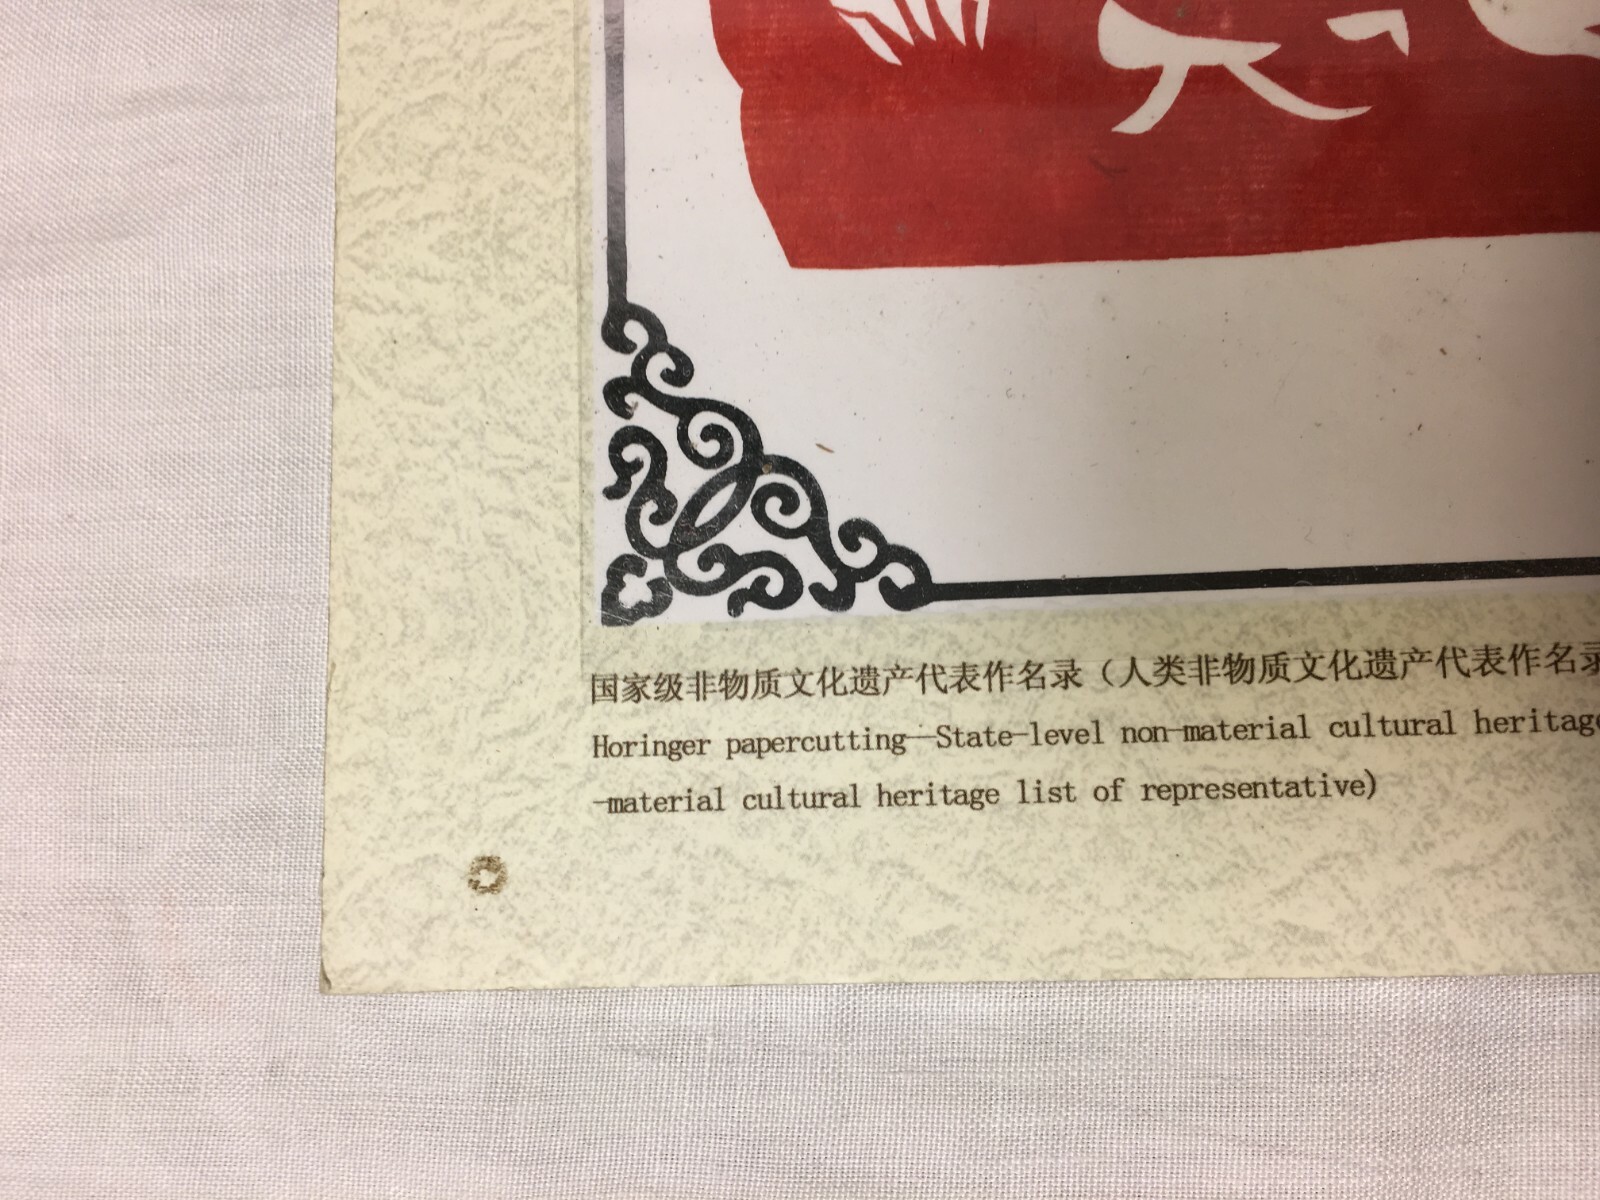 国家级非物质文化遗产代表作名录（人类非物质文化遗产代表作名录
Horinger papercutting—State-level non-material cultural heritage
-material cultural heritage list of representative)